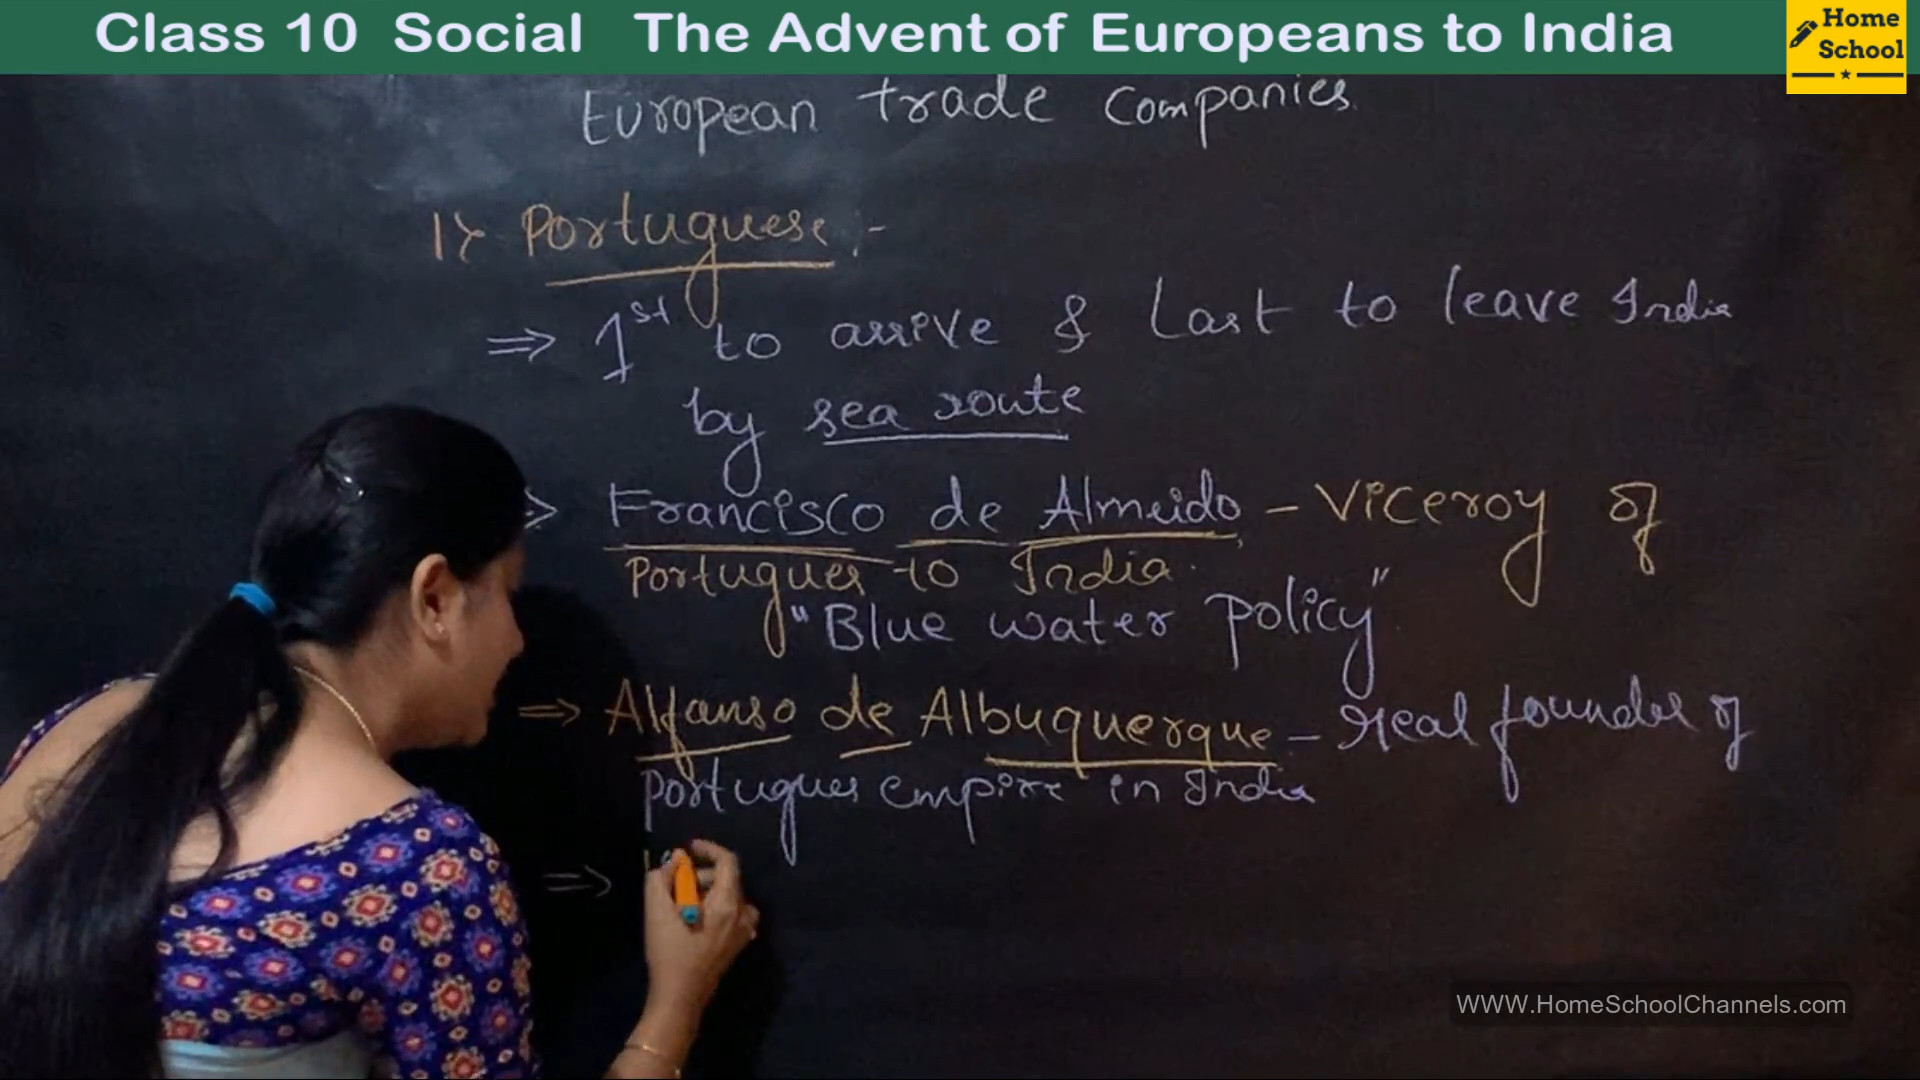 Class 10 Social The Advent of Europeans to India
Home
School
European trade Companies
1) Portuguese :-
⇒ 1st to arrive & Last to leave India
by sea route
⇒ Francisco de Almeido - Viceroy of
Portugues to India.
"Blue water policy"
⇒ Alfanso de Albuquerque - real founder of
Portugues empire in India
⇒
WWW.HomeSchoolChannels.com